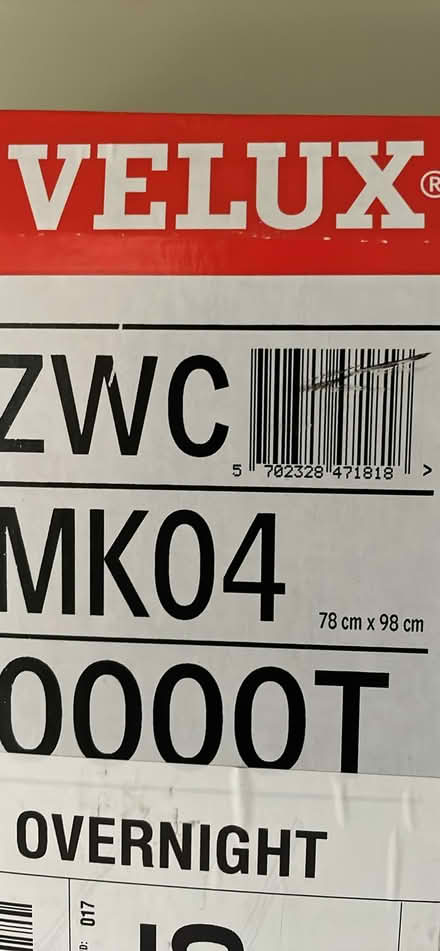 VELUX®
ZWC
5 702328 471818 >
MK04
78 cm x 98 cm
0000T
OVERNIGHT
017